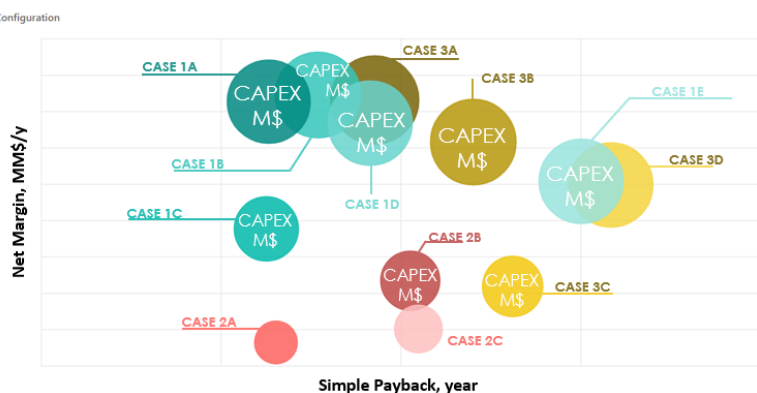 Configuration
CASE 3A
CASE 1A
CAPEX
M$
CAPEX
M$
CASE 3B
CASE 1E
CAPEX
M$
CAPEX
M$
CASE 1B
CASE 3D
CAPEX
M$
CASE 1D
CASE 1C
CAPEX
M$
CASE 2B
CAPEX
M$
CAPEX
M$
CASE 3C
CASE 2A
CASE 2C
Net Margin, MM$/y
Simple Payback, year